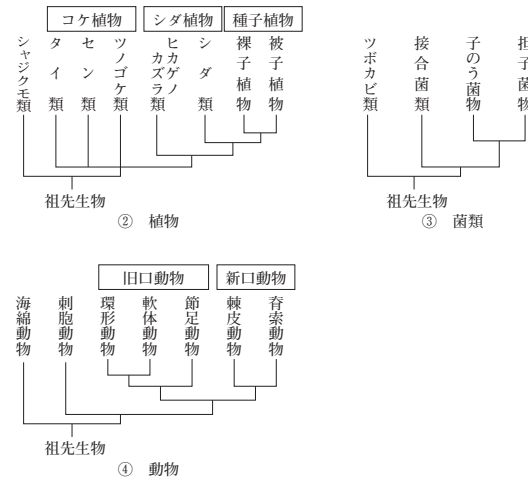 コケ植物
シダ植物
種子植物
シャジクモ類
タイ類
セン類
ツノゴケ類
ヒカゲノ
カズラ類
シダ類
裸子植物
被子植物
祖先生物
② 植物
ツボカビ類
接合菌類
子のう菌物
担子菌物
祖先生物
③ 菌類
旧口動物
新口動物
海綿動物
刺胞動物
環形動物
軟体動物
節足動物
棘皮動物
脊索動物
祖先生物
④ 動物